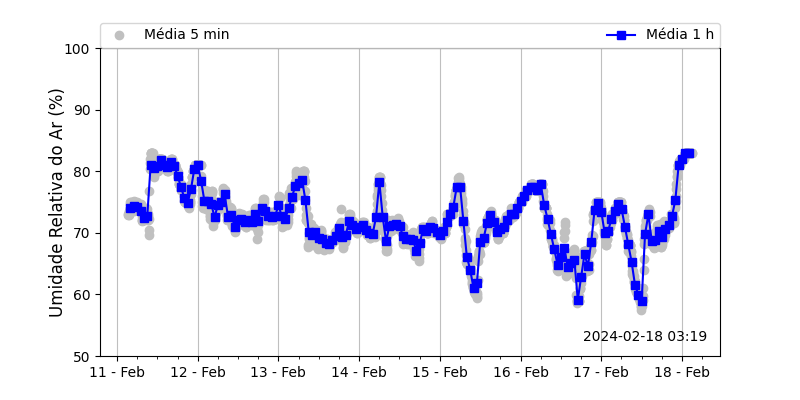 Média 5 min
Média 1 h
Umidade Relativa do Ar (%)
100
90
80
70
60
50
2024-02-18 03:19
11 - Feb
12 - Feb
13 - Feb
14 - Feb
15 - Feb
16 - Feb
17 - Feb
18 - Feb